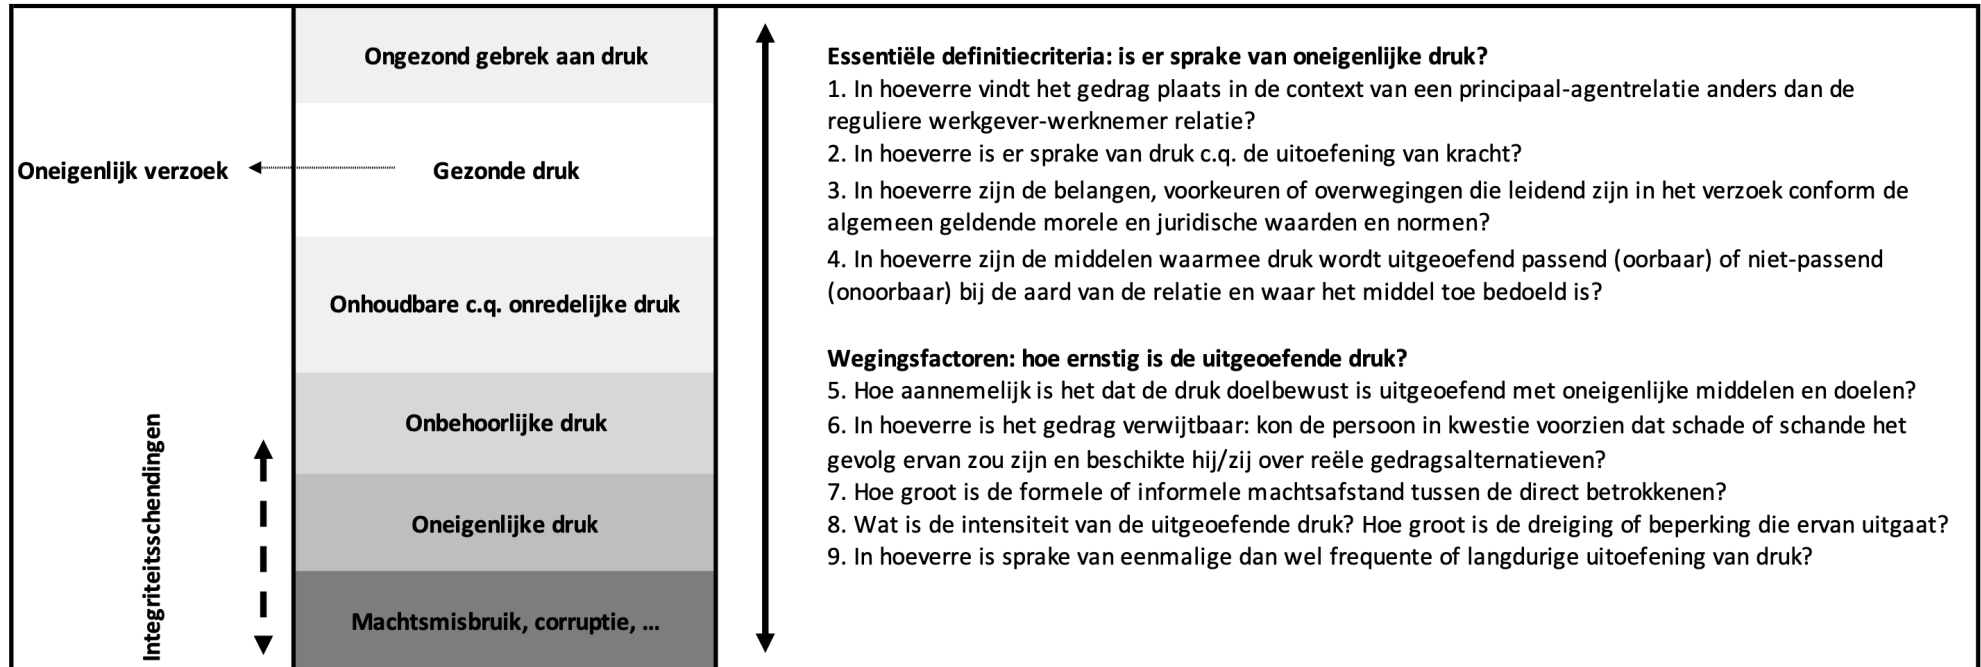 Ongezond gebrek aan druk
Oneigenlijk verzoek
Gezonde druk
Onhoudbare c.q. onredelijke druk
Onbehoorlijke druk
Oneigenlijke druk
Machtsmisbruik, corruptie, ...
Integriteitsschendingen
Essentiële definitiecriteria: is er sprake van oneigenlijke druk?
1. In hoeverre vindt het gedrag plaats in de context van een principaal-agentrelatie anders dan de
reguliere werkgever-werknemer relatie?
2. In hoeverre is er sprake van druk c.q. de uitoefening van kracht?
3. In hoeverre zijn de belangen, voorkeuren of overwegingen die leidend zijn in het verzoek conform de
algemeen geldende morele en juridische waarden en normen?
4. In hoeverre zijn de middelen waarmee druk wordt uitgeoefend passend (oorbaar) of niet-passend
(onoorbaar) bij de aard van de relatie en waar het middel toe bedoeld is?
Wegingsfactoren: hoe ernstig is de uitgeoefende druk?
5. Hoe aannemelijk is het dat de druk doelbewust is uitgeoefend met oneigenlijke middelen en doelen?
6. In hoeverre is het gedrag verwijtbaar: kon de persoon in kwestie voorzien dat schade of schande het
gevolg ervan zou zijn en beschikte hij/zij over reële gedragsalternatieven?
7. Hoe groot is de formele of informele machtsafstand tussen de direct betrokkenen?
8. Wat is de intensiteit van de uitgeoefende druk? Hoe groot is de dreiging of beperking die ervan uitgaat?
9. In hoeverre is sprake van eenmalige dan wel frequente of langdurige uitoefening van druk?